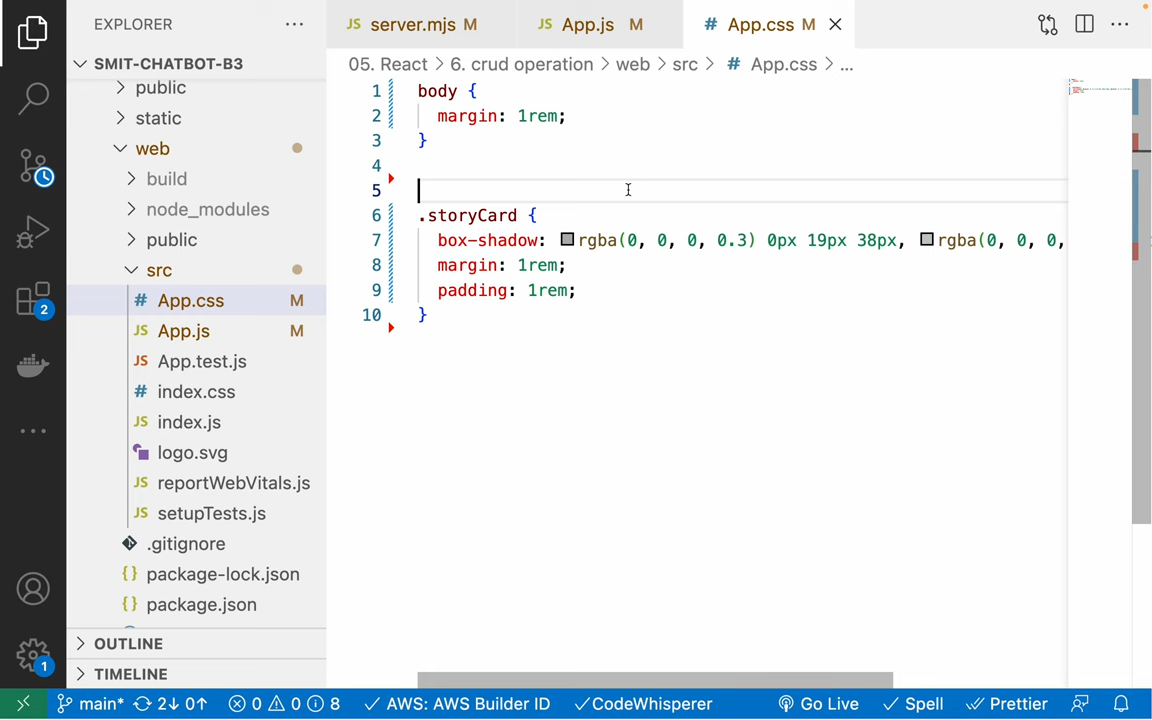 EXPLORER
SMIT-CHATBOT-B3
public
static
web
build
node_modules
public
src
App.css M
App.js M
App.test.js
index.css
index.js
logo.svg
reportWebVitals.js
setupTests.js
.gitignore
package-lock.json
package.json
OUTLINE
TIMELINE
JS server.mjs M
JS App.js M
# App.css M
05. React > 6. crud operation > web > src > # App.css > ...
1 body {
2 margin: 1rem;
3 }
4
5
6 .storyCard {
7 box-shadow: rgba(0, 0, 0, 0.3) 0px 19px 38px, rgba(0, 0, 0,
8 margin: 1rem;
9 padding: 1rem;
10 }
2
1
main* 2↓ 0↑ 0 0 8 AWS: AWS Builder ID CodeWhisperer Go Live Spell Prettier